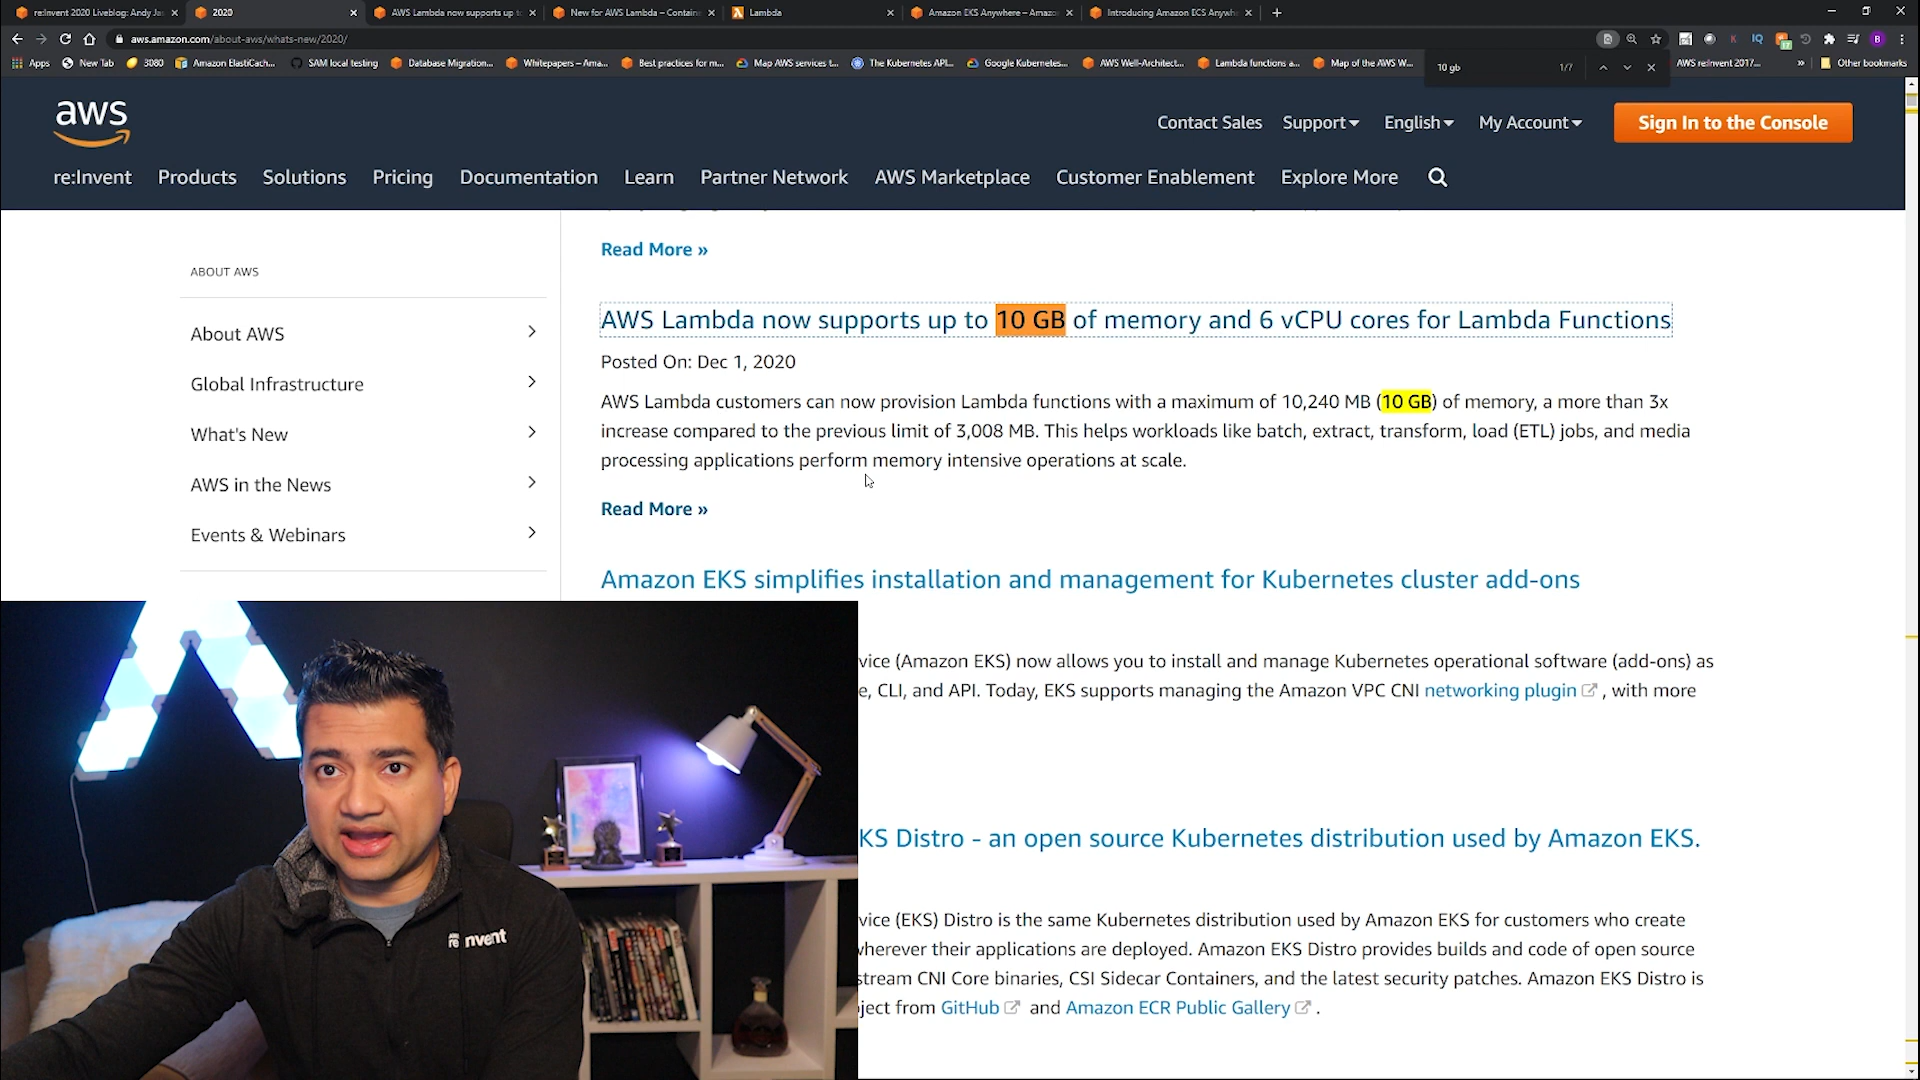 re:Invent 2020 Liveblog: Andy Ja
2020
AWS Lambda now supports up to
New for AWS Lambda – Contain
Lambda
Amazon EKS Anywhere – Amazo
Introducing Amazon ECS Anywh
aws.amazon.com/about-aws/whats-new/2020/
Apps
New Tab
3080
Amazon ElastiCach...
SAM local testing
Database Migration...
Whitepapers – Ama...
Best practices for m...
Map AWS services t...
The Kubernetes API...
Google Kubernetes...
AWS Well-Architect...
Lambda functions a...
Map of the AWS W...
10 gb
1/7
AWS re:Invent 2017...
Other bookmarks
aws
Contact Sales
Support
English
My Account
Sign In to the Console
re:Invent
Products
Solutions
Pricing
Documentation
Learn
Partner Network
AWS Marketplace
Customer Enablement
Explore More
ABOUT AWS
About AWS
Global Infrastructure
What's New
AWS in the News
Events & Webinars
Read More »
AWS Lambda now supports up to 10 GB of memory and 6 vCPU cores for Lambda Functions
Posted On: Dec 1, 2020
AWS Lambda customers can now provision Lambda functions with a maximum of 10,240 MB (10 GB) of memory, a more than 3x
increase compared to the previous limit of 3,008 MB. This helps workloads like batch, extract, transform, load (ETL) jobs, and media
processing applications perform memory intensive operations at scale.
Read More »
Amazon EKS simplifies installation and management for Kubernetes cluster add-ons
vice (Amazon EKS) now allows you to install and manage Kubernetes operational software (add-ons) as
e, CLI, and API. Today, EKS supports managing the Amazon VPC CNI networking plugin , with more
KS Distro - an open source Kubernetes distribution used by Amazon EKS.
vice (EKS) Distro is the same Kubernetes distribution used by Amazon EKS for customers who create
wherever their applications are deployed. Amazon EKS Distro provides builds and code of open source
stream CNI Core binaries, CSI Sidecar Containers, and the latest security patches. Amazon EKS Distro is
ject from GitHub and Amazon ECR Public Gallery .
AWS
re:Invent